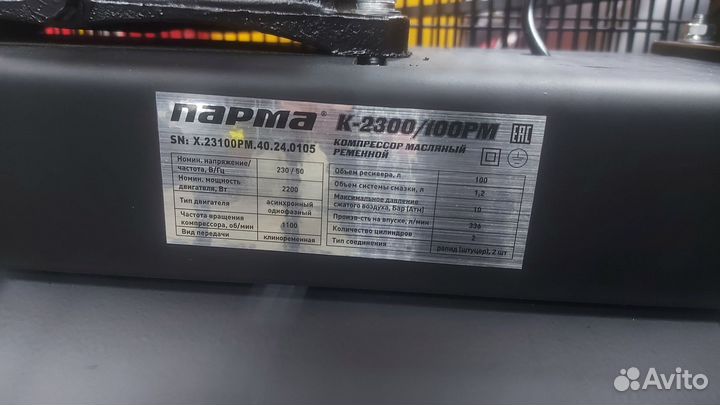 парма® К-2300/100РМ EAC
SN: X.23100PM.40.24.0105
КОМПРЕССОР МАСЛЯНЫЙ
РЕМЕННОЙ
Номин. напряжение/
частота, В/Гц 230 / 50
Номин. мощность
двигателя, Вт 2200
Тип двигателя асинхронный
однофазный
Частота вращения
компрессора, об/мин 1100
Вид передачи клиноременная
Объем ресивера, л 100
Объем системы смазки, л 1,2
Максимальное давление
сжатого воздуха, Бар (Атм) 10
Произв-сть на впуске, л/мин 336
Количество цилиндров 2
Тип соединения рапид (штуцер), 2 шт
Avito